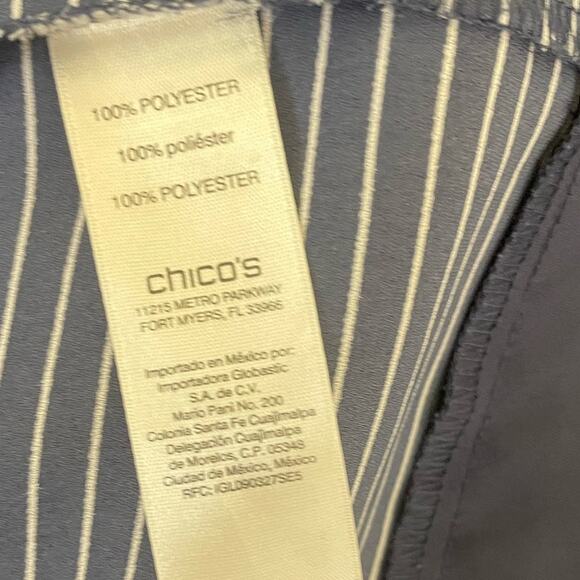 100% POLYESTER
100% poliéster
100% POLYESTER
chico's
11215 METRO PARKWAY
FORT MYERS, FL 33966
Importado en México por:
Importadora Globastic
S.A. de C.V.
Mario Pani No. 200
Colonia Santa Fe Cuajimalpa
Delegación Cuajimalpa
de Morelos, C.P. 05348
Ciudad de México, México
RFC: IGL090327SE5